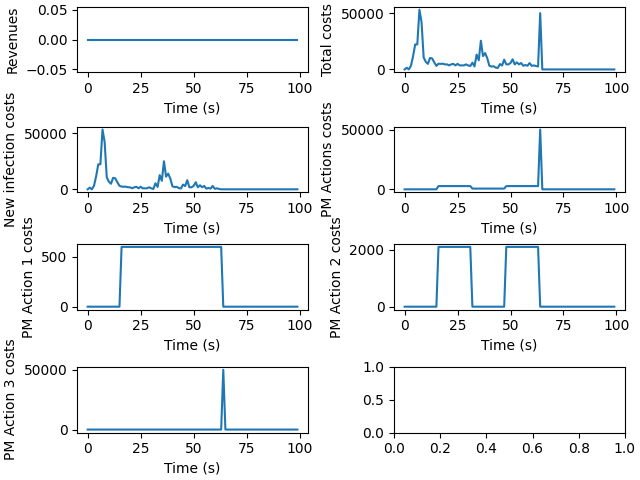 Revenues
0.05
0.00
−0.05
0 25 50 75 100
Time (s)
Total costs
50000
0
0 25 50 75 100
Time (s)
New infection costs
50000
0
0 25 50 75 100
Time (s)
PM Actions costs
50000
0
0 25 50 75 100
Time (s)
PM Action 1 costs
500
0
0 25 50 75 100
Time (s)
PM Action 2 costs
2000
0
0 25 50 75 100
Time (s)
PM Action 3 costs
50000
0
0 25 50 75 100
Time (s)
1.0
0.5
0.0
0.0 0.2 0.4 0.6 0.8 1.0